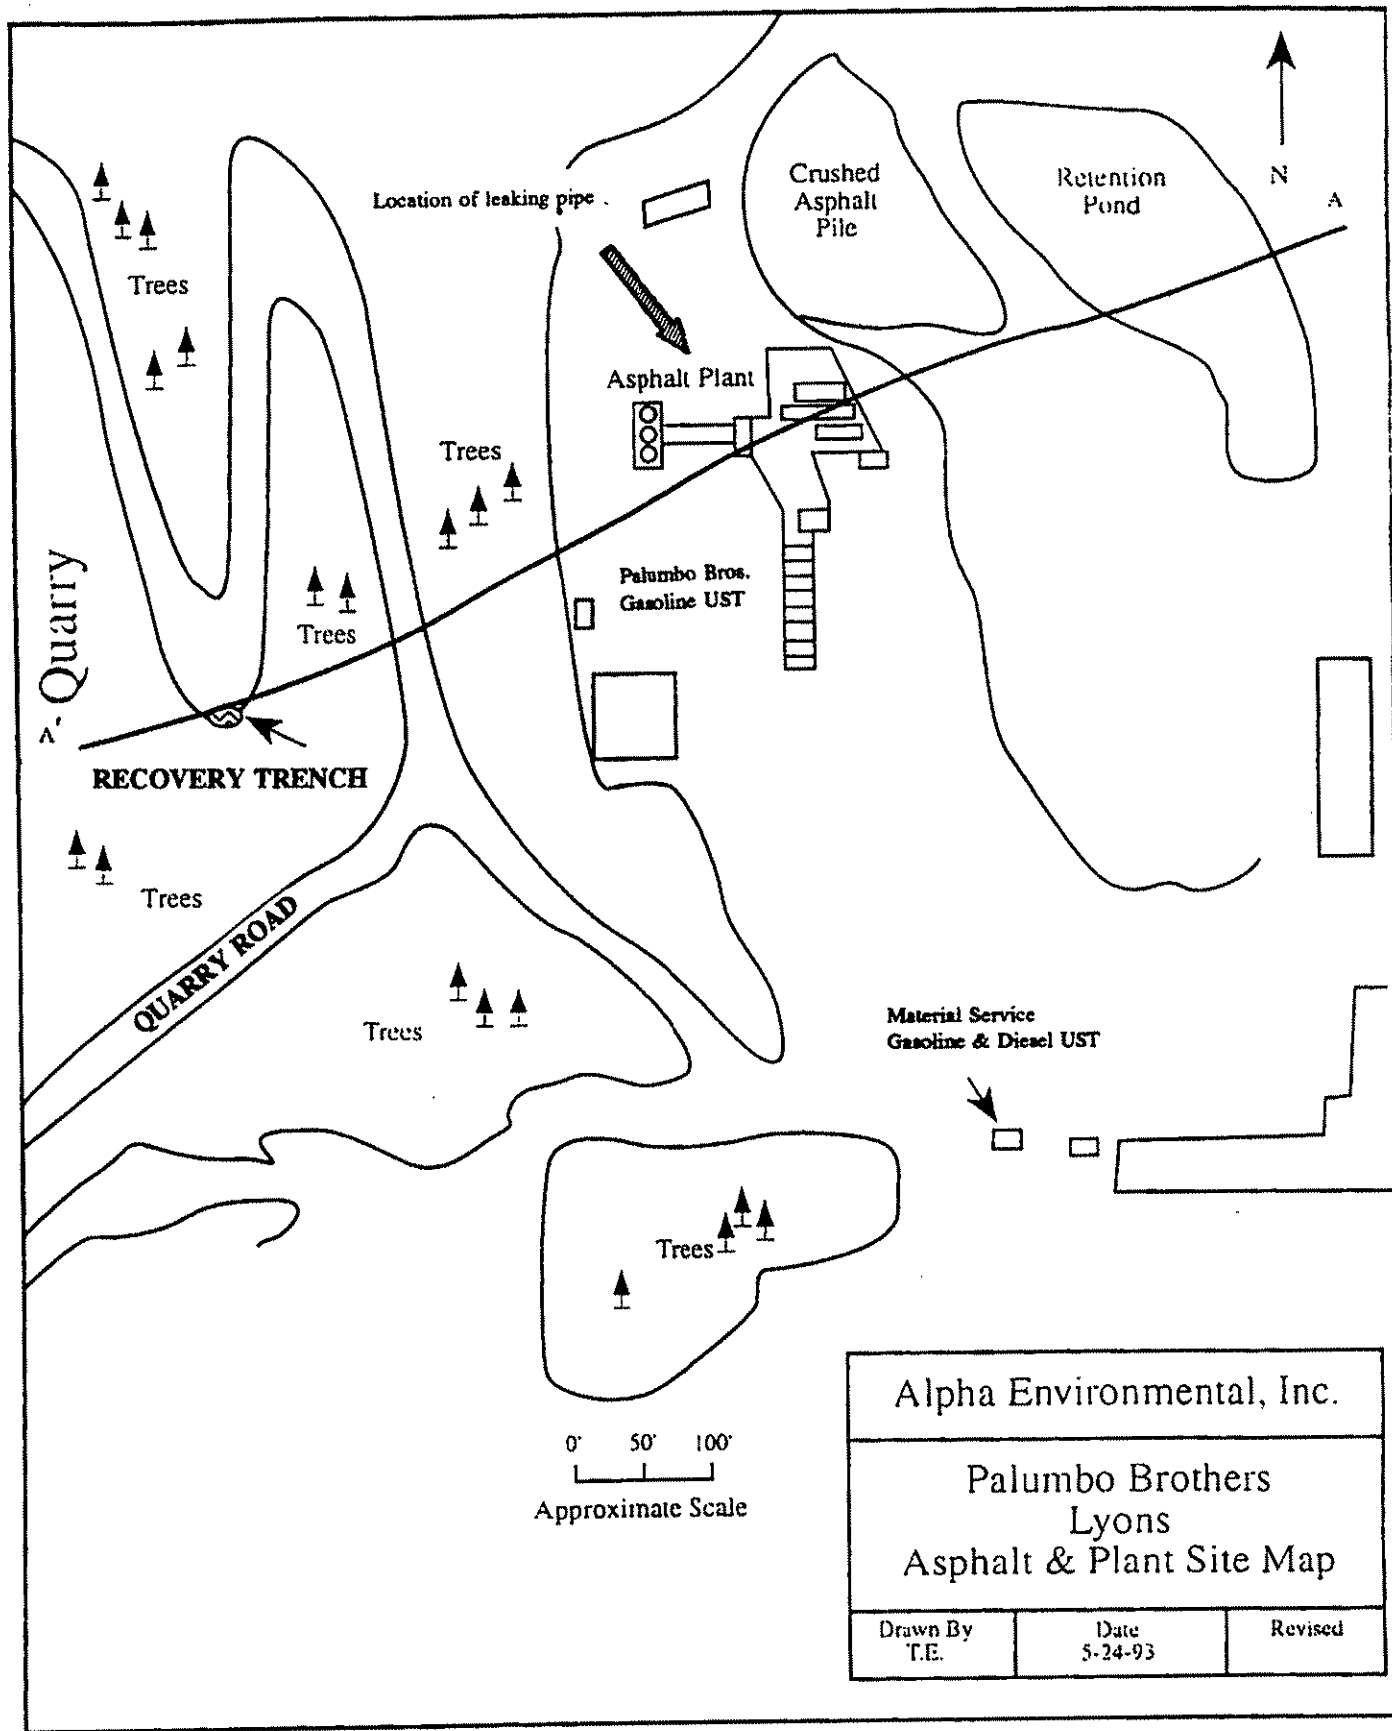 Crushed
Asphalt
Pile
Retention
Pond
N
A
Location of leaking pipe
Trees
Asphalt Plant
Trees
Palumbo Bros.
Gasoline UST
Trees
Quarry
A'
RECOVERY TRENCH
Trees
QUARRY ROAD
Trees
Material Service
Gasoline & Diesel UST
Trees
0' 50' 100'
Approximate Scale
Alpha Environmental, Inc.
Palumbo Brothers
Lyons
Asphalt & Plant Site Map
Drawn By
T.E.
Date
5-24-93
Revised